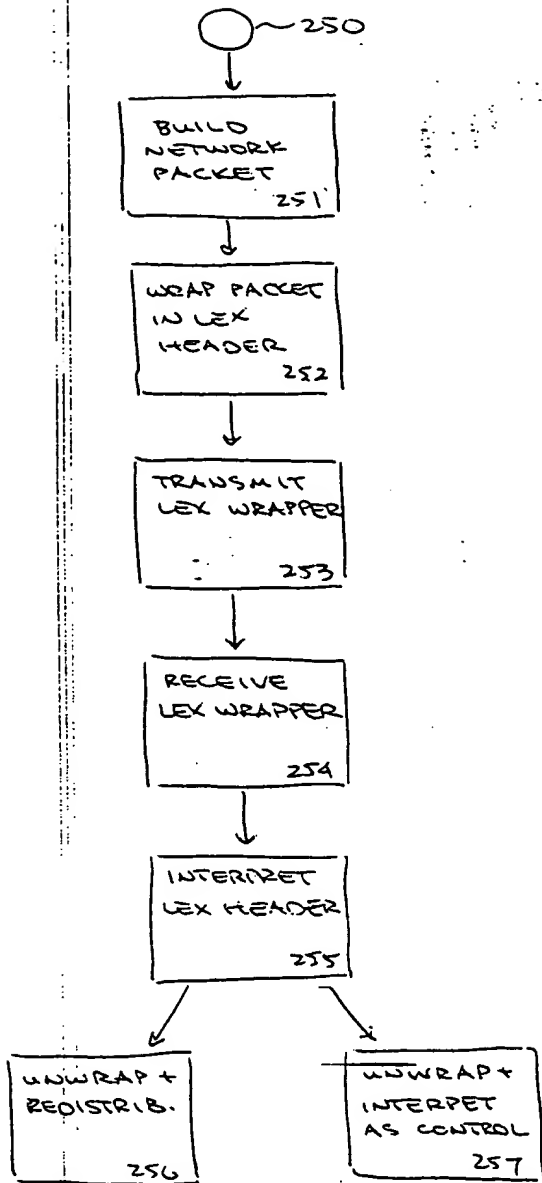 250
BUILD
NETWORK
PACKET
251
WRAP PACKET
IN LEX
HEADER
252
TRANSMIT
LEX WRAPPER
253
RECEIVE
LEX WRAPPER
254
INTERPRET
LEX HEADER
255
UNWRAP +
REDISTRIB.
256
UNWRAP +
INTERPET
AS CONTROL
257